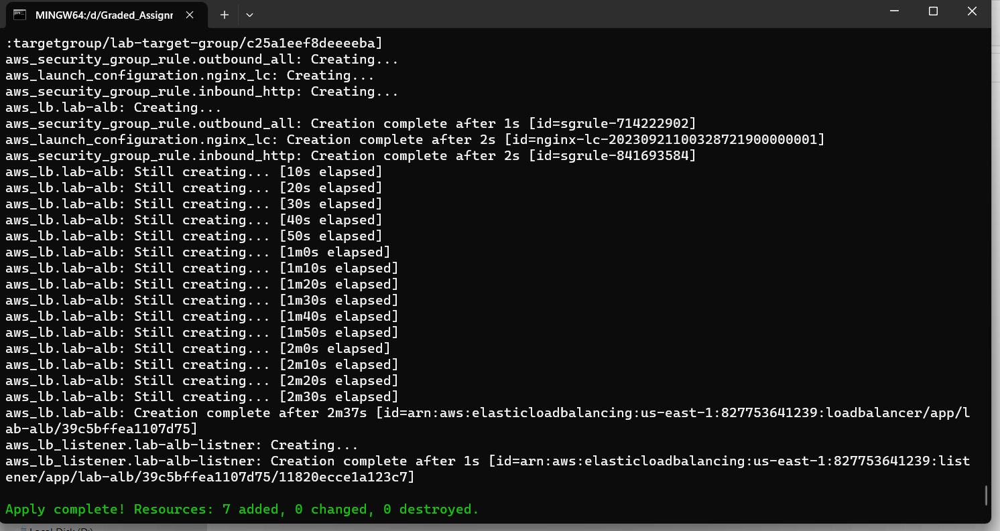 MINGW64:/d/Graded_Assignr
:targetgroup/lab-target-group/c25a1eef8deeeeba]
aws_security_group_rule.outbound_all: Creating...
aws_launch_configuration.nginx_lc: Creating...
aws_security_group_rule.inbound_http: Creating...
aws_lb.lab-alb: Creating...
aws_security_group_rule.outbound_all: Creation complete after 1s [id=sgrule-714222902]
aws_launch_configuration.nginx_lc: Creation complete after 2s [id=nginx-lc-20230921100328721900000001]
aws_security_group_rule.inbound_http: Creation complete after 2s [id=sgrule-841693584]
aws_lb.lab-alb: Still creating... [10s elapsed]
aws_lb.lab-alb: Still creating... [20s elapsed]
aws_lb.lab-alb: Still creating... [30s elapsed]
aws_lb.lab-alb: Still creating... [40s elapsed]
aws_lb.lab-alb: Still creating... [50s elapsed]
aws_lb.lab-alb: Still creating... [1m0s elapsed]
aws_lb.lab-alb: Still creating... [1m10s elapsed]
aws_lb.lab-alb: Still creating... [1m20s elapsed]
aws_lb.lab-alb: Still creating... [1m30s elapsed]
aws_lb.lab-alb: Still creating... [1m40s elapsed]
aws_lb.lab-alb: Still creating... [1m50s elapsed]
aws_lb.lab-alb: Still creating... [2m0s elapsed]
aws_lb.lab-alb: Still creating... [2m10s elapsed]
aws_lb.lab-alb: Still creating... [2m20s elapsed]
aws_lb.lab-alb: Still creating... [2m30s elapsed]
aws_lb.lab-alb: Creation complete after 2m37s [id=arn:aws:elasticloadbalancing:us-east-1:827753641239:loadbalancer/app/l
ab-alb/39c5bffea1107d75]
aws_lb_listener.lab-alb-listner: Creating...
aws_lb_listener.lab-alb-listner: Creation complete after 1s [id=arn:aws:elasticloadbalancing:us-east-1:827753641239:list
ener/app/lab-alb/39c5bffea1107d75/11820ecce1a123c7]
Apply complete! Resources: 7 added, 0 changed, 0 destroyed.